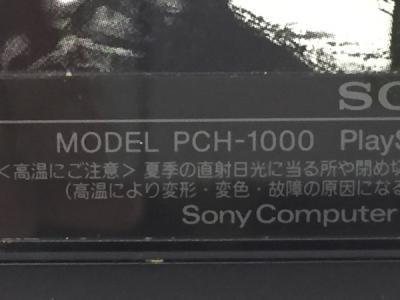 SO
MODEL PCH-1000 PlayS
<高温にご注意> 夏季の直射日光に当る所や閉め切
(高温により変形・変色・故障の原因になる
Sony Computer